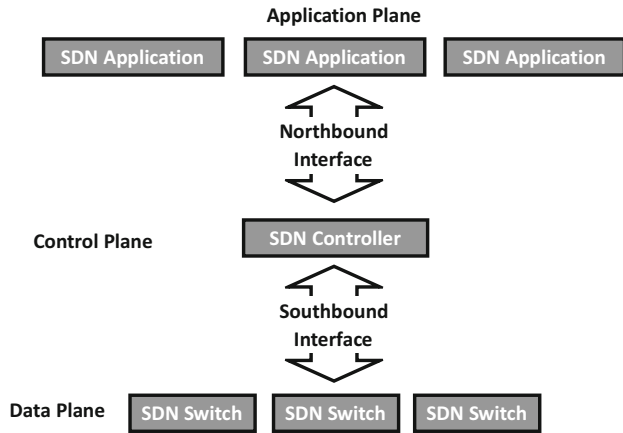 Application Plane
SDN Application SDN Application SDN Application
Northbound
Interface
Control Plane SDN Controller
Southbound
Interface
Data Plane SDN Switch SDN Switch SDN Switch